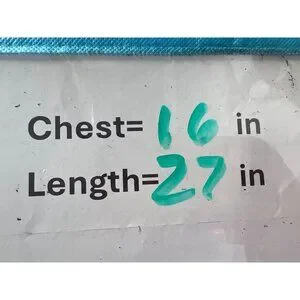 Chest= 16 in
Length=27 in